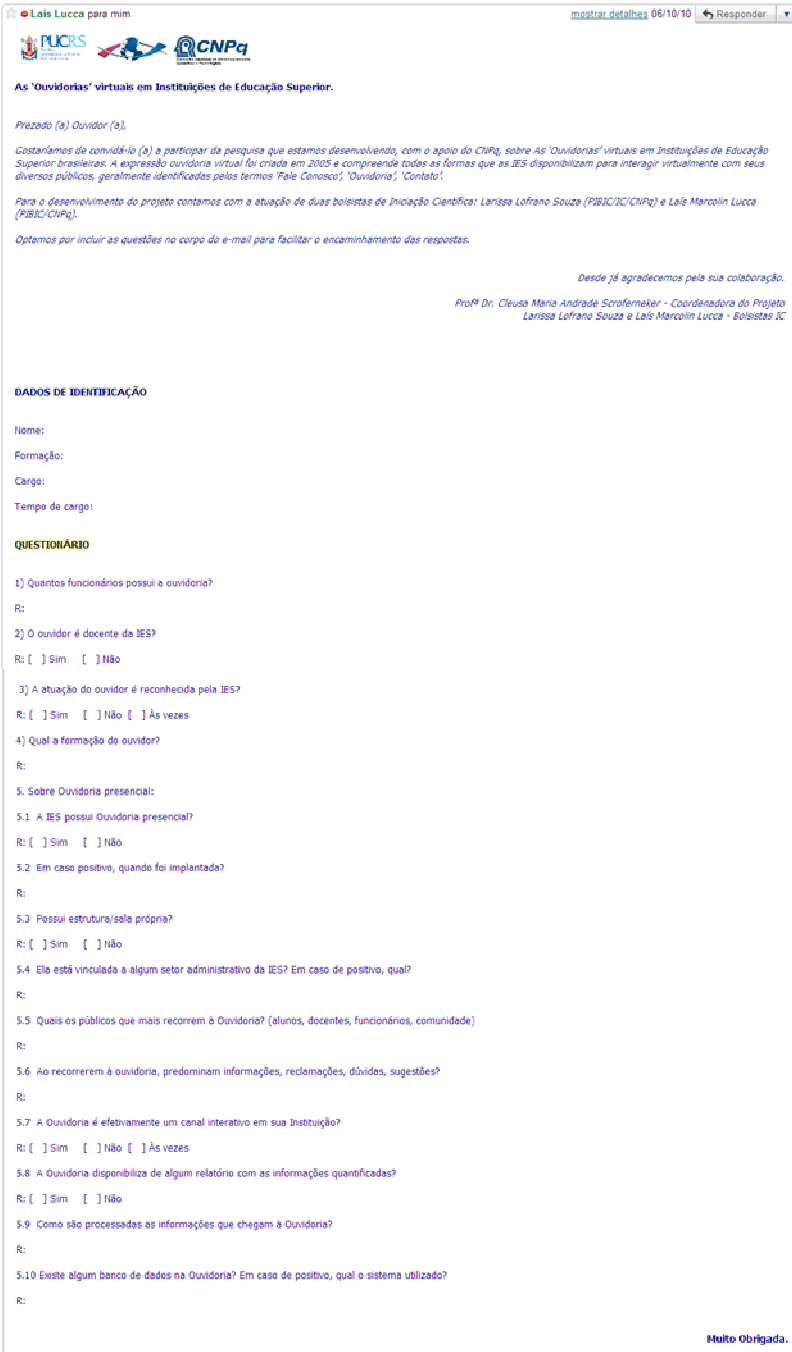 Lais Lucca para mim mostrar detalhes 06/10/10 Responder
PUCRS CNPq
As 'Ouvidorias' virtuais em Instituições de Educação Superior.
Prezado (a) Ouvidor (a),
Gostaríamos de convidá-lo (a) a participar da pesquisa que estamos desenvolvendo, com o apoio do CNPq, sobre As 'Ouvidorias' virtuais em Instituições de Educação
Superior brasileiras. A expressão ouvidoria virtual foi criada em 2005 e compreende todas as formas que as IES disponibilizam para interagir virtualmente com seus
diversos públicos, geralmente identificadas pelos termos 'Fale Conosco', 'Ouvidoria', 'Contato'.
Para o desenvolvimento do projeto contamos com a atuação de duas bolsistas de Iniciação Científica: Larissa Lofrano Souza (PIBIC/IC/CNPq) e Laís Marcolin Lucca
(PIBIC/CNPq).
Optamos por incluir as questões no corpo do e-mail para facilitar o encaminhamento das respostas.
Desde já agradecemos pela sua colaboração.
Profª Dr. Cleusa Maria Andrade Scroferneker - Coordenadora do Projeto
Larissa Lofrano Souza e Laís Marcolin Lucca - Bolsistas IC
DADOS DE IDENTIFICAÇÃO
Nome:
Formação:
Cargo:
Tempo de cargo:
QUESTIONÁRIO
1) Quantos funcionários possui a ouvidoria?
R:
2) O ouvidor é docente da IES?
R: [ ] Sim [ ] Não
3) A atuação do ouvidor é reconhecida pela IES?
R: [ ] Sim [ ] Não [ ] Às vezes
4) Qual a formação do ouvidor?
R:
5. Sobre Ouvidoria presencial:
5.1 A IES possui Ouvidoria presencial?
R: [ ] Sim [ ] Não
5.2 Em caso positivo, quando foi implantada?
R:
5.3 Possui estrutura/sala própria?
R: [ ] Sim [ ] Não
5.4 Ela está vinculada a algum setor administrativo da IES? Em caso de positivo, qual?
R:
5.5 Quais os públicos que mais recorrem à Ouvidoria? (alunos, docentes, funcionários, comunidade)
R:
5.6 Ao recorrerem à ouvidoria, predominam informações, reclamações, dúvidas, sugestões?
R:
5.7 A Ouvidoria é efetivamente um canal interativo em sua Instituição?
R: [ ] Sim [ ] Não [ ] Às vezes
5.8 A Ouvidoria disponibiliza de algum relatório com as informações quantificadas?
R: [ ] Sim [ ] Não
5.9 Como são processadas as informações que chegam à Ouvidoria?
R:
5.10 Existe algum banco de dados na Ouvidoria? Em caso de positivo, qual o sistema utilizado?
R:
Muito Obrigada.